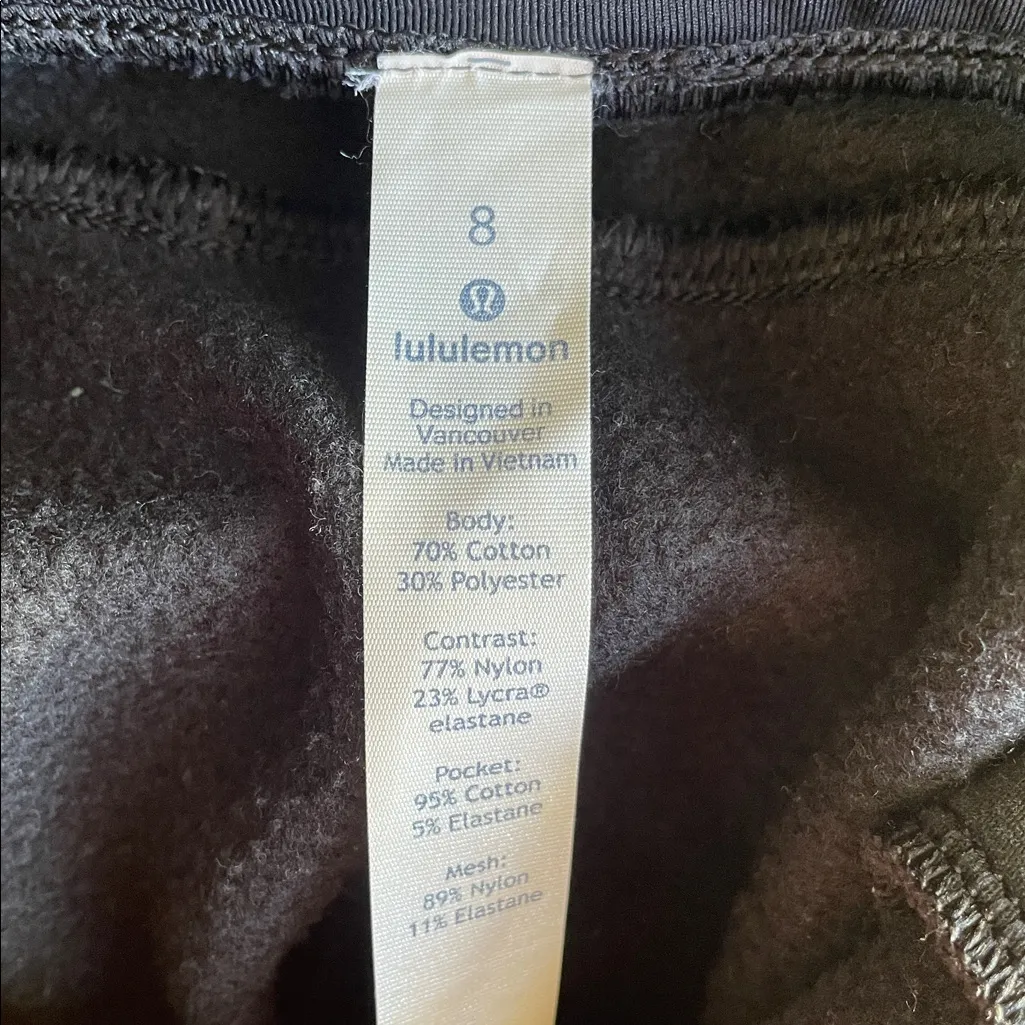 8
lululemon
Designed in
Vancouver
Made in Vietnam
Body:
70% Cotton
30% Polyester
Contrast:
77% Nylon
23% Lycra®
elastane
Pocket:
95% Cotton
5% Elastane
Mesh:
89% Nylon
11% Elastane